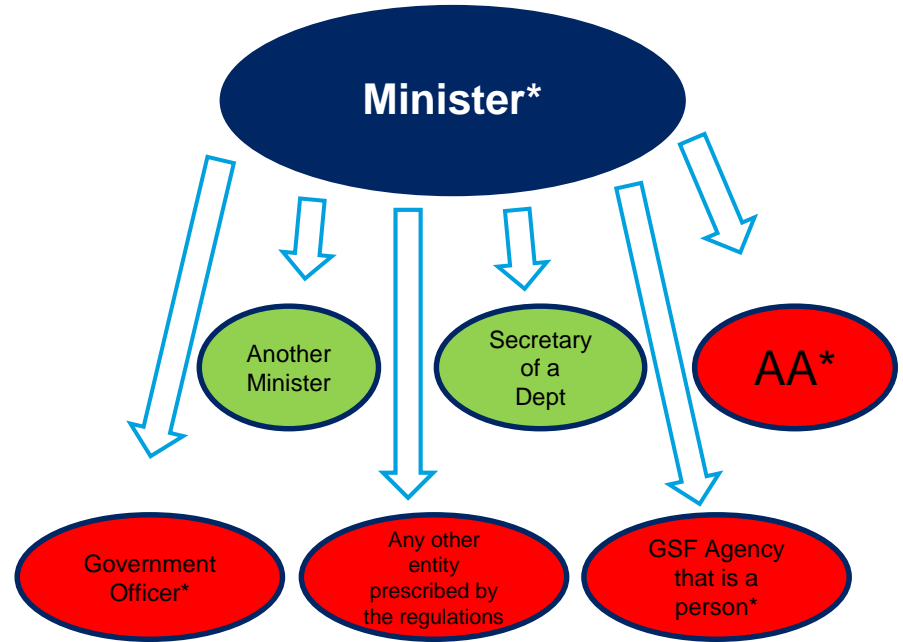 Minister*
Another
Minister
Secretary
of a
Dept
AA*
Government
Officer*
Any other
entity
prescribed by
the regulations
GSF Agency
that is a
person*